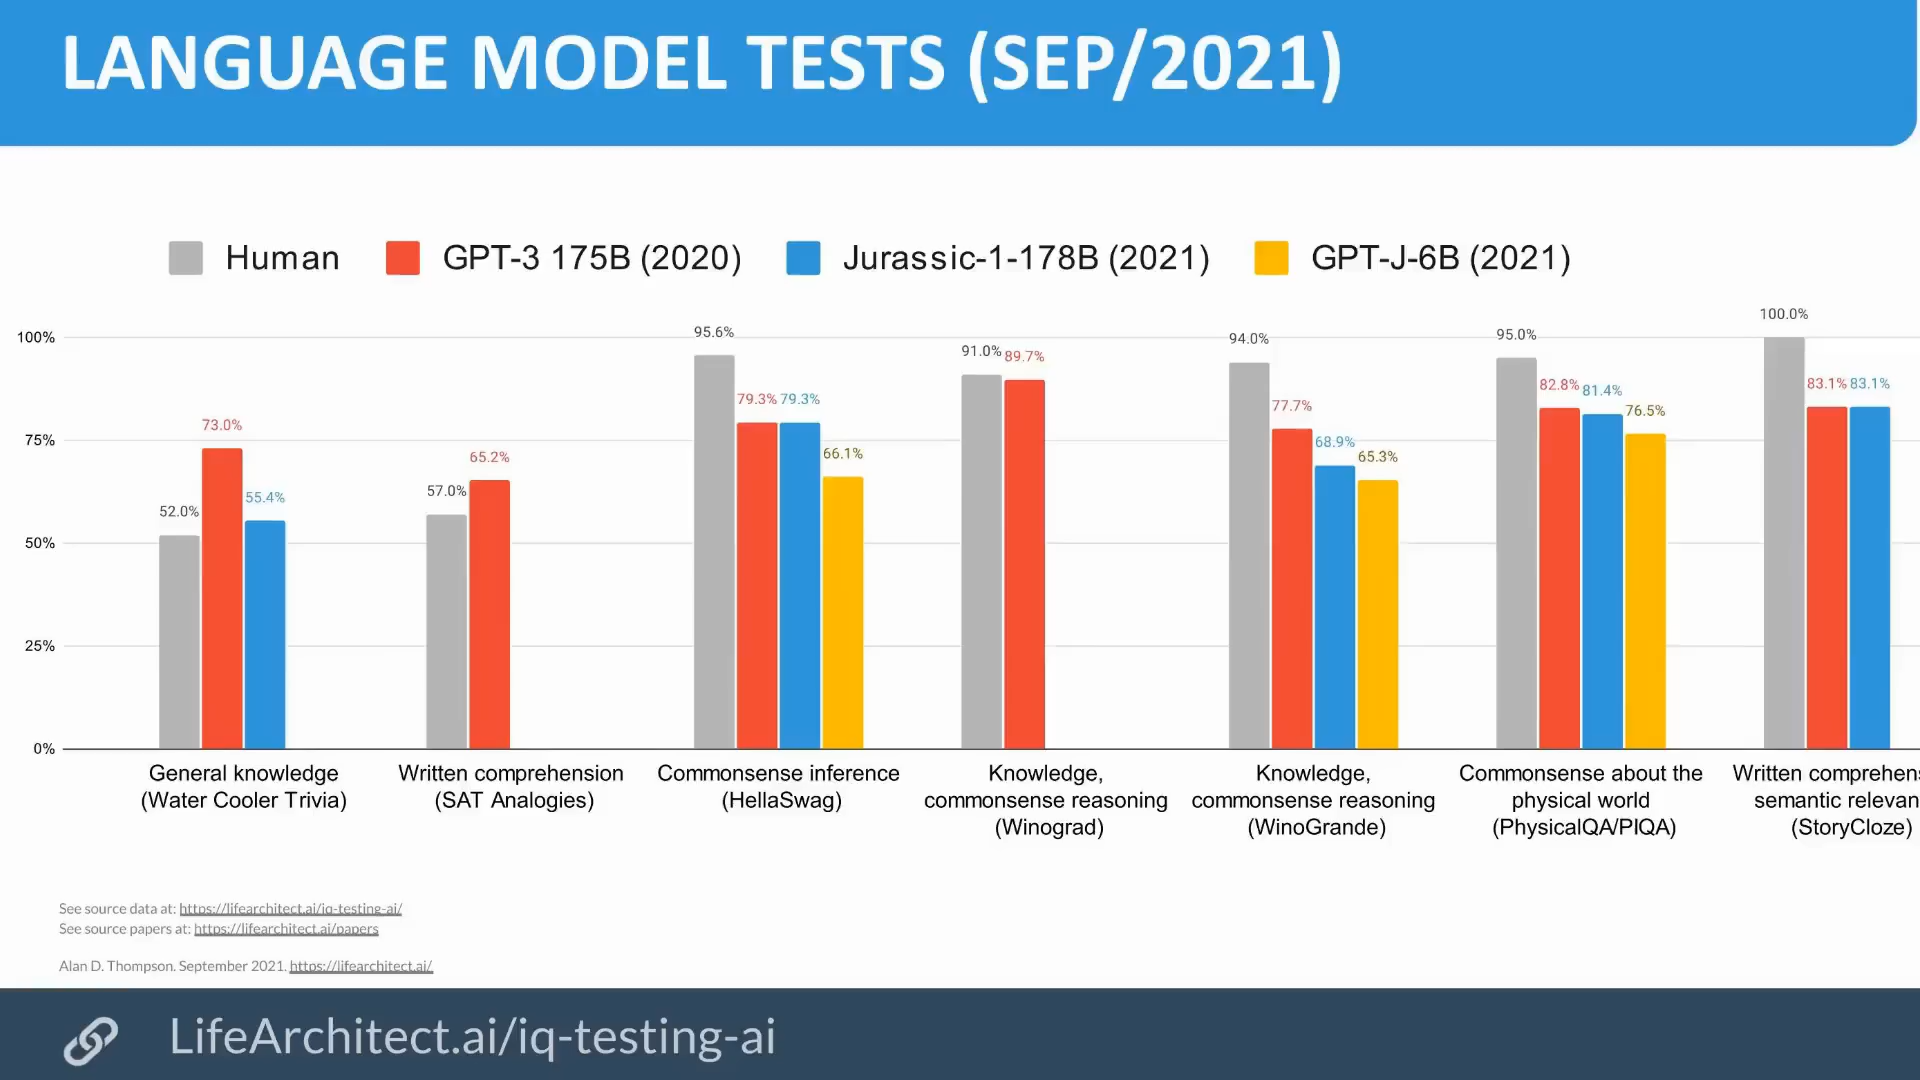 LANGUAGE MODEL TESTS (SEP/2021)
Human GPT-3 175B (2020) Jurassic-1-178B (2021) GPT-J-6B (2021)
100%
75%
50%
25%
0%
52.0% 73.0% 55.4%
57.0% 65.2%
95.6% 79.3% 79.3% 66.1%
91.0% 89.7%
94.0% 77.7% 68.9% 65.3%
95.0% 82.8% 81.4% 76.5%
100.0% 83.1% 83.1%
General knowledge
(Water Cooler Trivia)
Written comprehension
(SAT Analogies)
Commonsense inference
(HellaSwag)
Knowledge,
commonsense reasoning
(Winograd)
Knowledge,
commonsense reasoning
(WinoGrande)
Commonsense about the
physical world
(PhysicalQA/PIQA)
Written comprehens
semantic relevan
(StoryCloze)
See source data at: https://lifearchitect.ai/iq-testing-ai/
See source papers at: https://lifearchitect.ai/papers
Alan D. Thompson. September 2021. https://lifearchitect.ai/
LifeArchitect.ai/iq-testing-ai